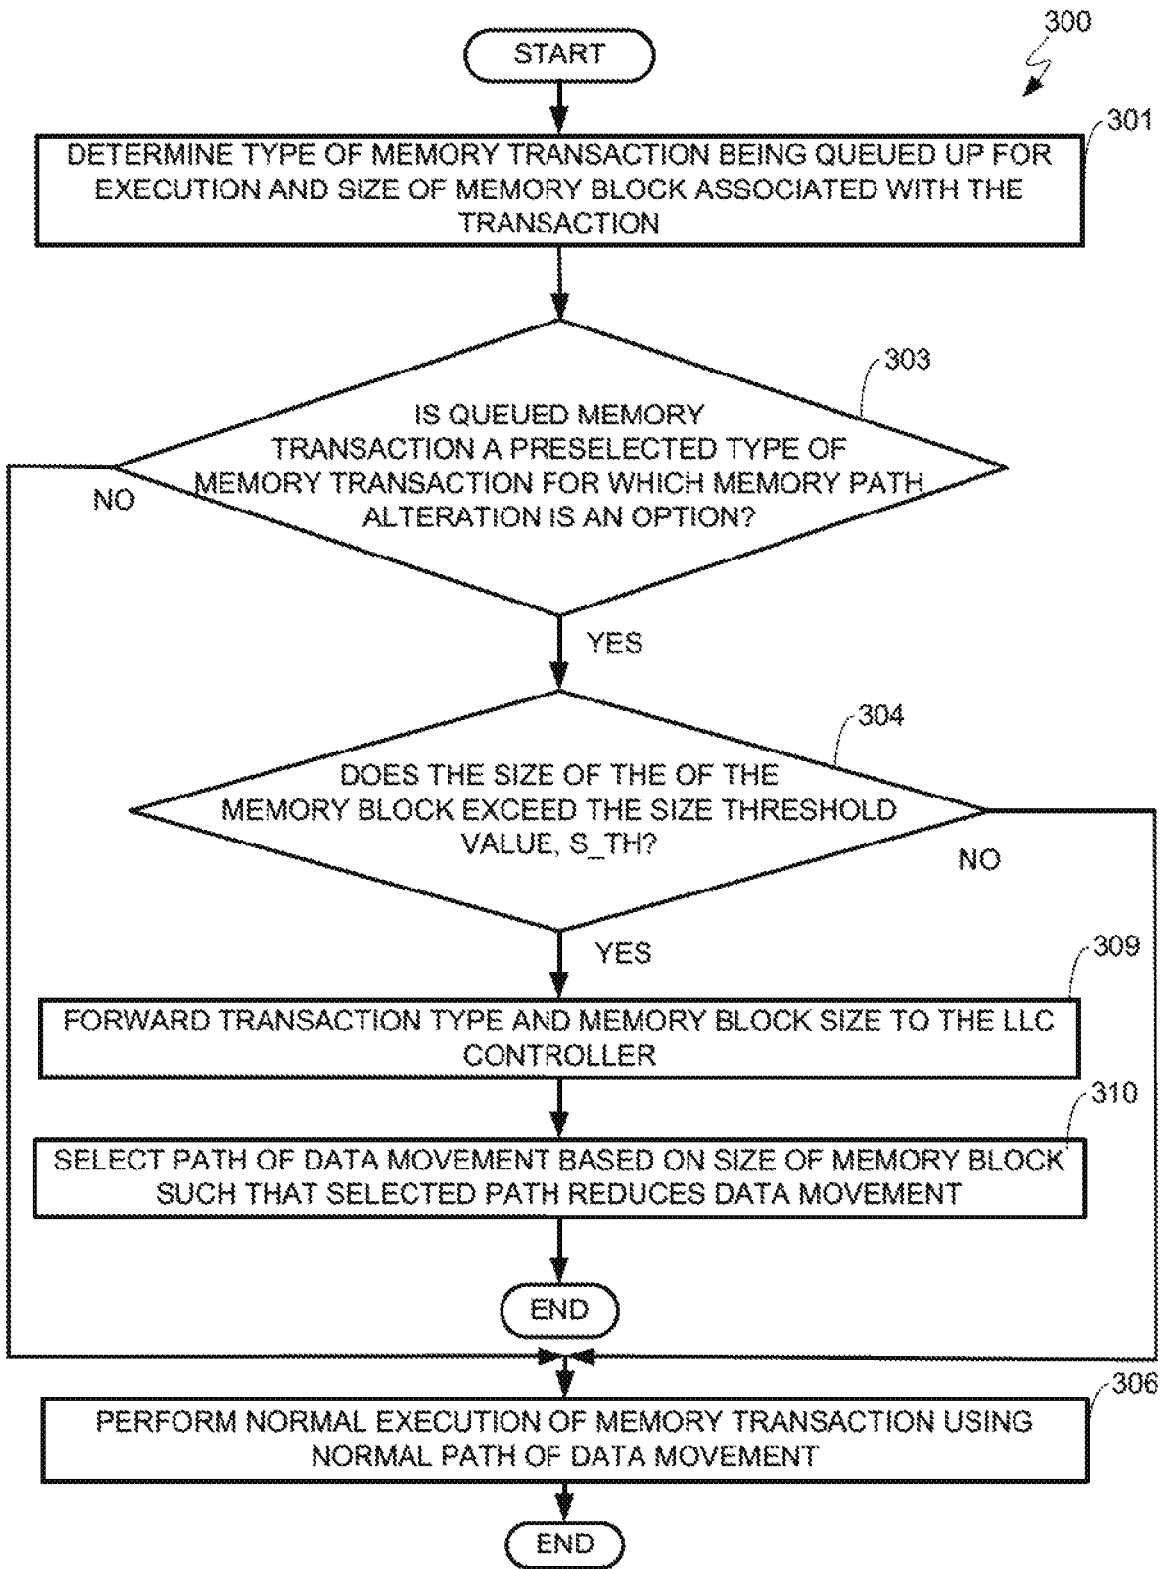 300
START
301
DETERMINE TYPE OF MEMORY TRANSACTION BEING QUEUED UP FOR
EXECUTION AND SIZE OF MEMORY BLOCK ASSOCIATED WITH THE
TRANSACTION
303
IS QUEUED MEMORY
TRANSACTION A PRESELECTED TYPE OF
MEMORY TRANSACTION FOR WHICH MEMORY PATH
ALTERATION IS AN OPTION?
NO
YES
304
DOES THE SIZE OF THE OF THE
MEMORY BLOCK EXCEED THE SIZE THRESHOLD
VALUE, S_TH?
NO
YES
309
FORWARD TRANSACTION TYPE AND MEMORY BLOCK SIZE TO THE LLC
CONTROLLER
310
SELECT PATH OF DATA MOVEMENT BASED ON SIZE OF MEMORY BLOCK
SUCH THAT SELECTED PATH REDUCES DATA MOVEMENT
END
306
PERFORM NORMAL EXECUTION OF MEMORY TRANSACTION USING
NORMAL PATH OF DATA MOVEMENT
END